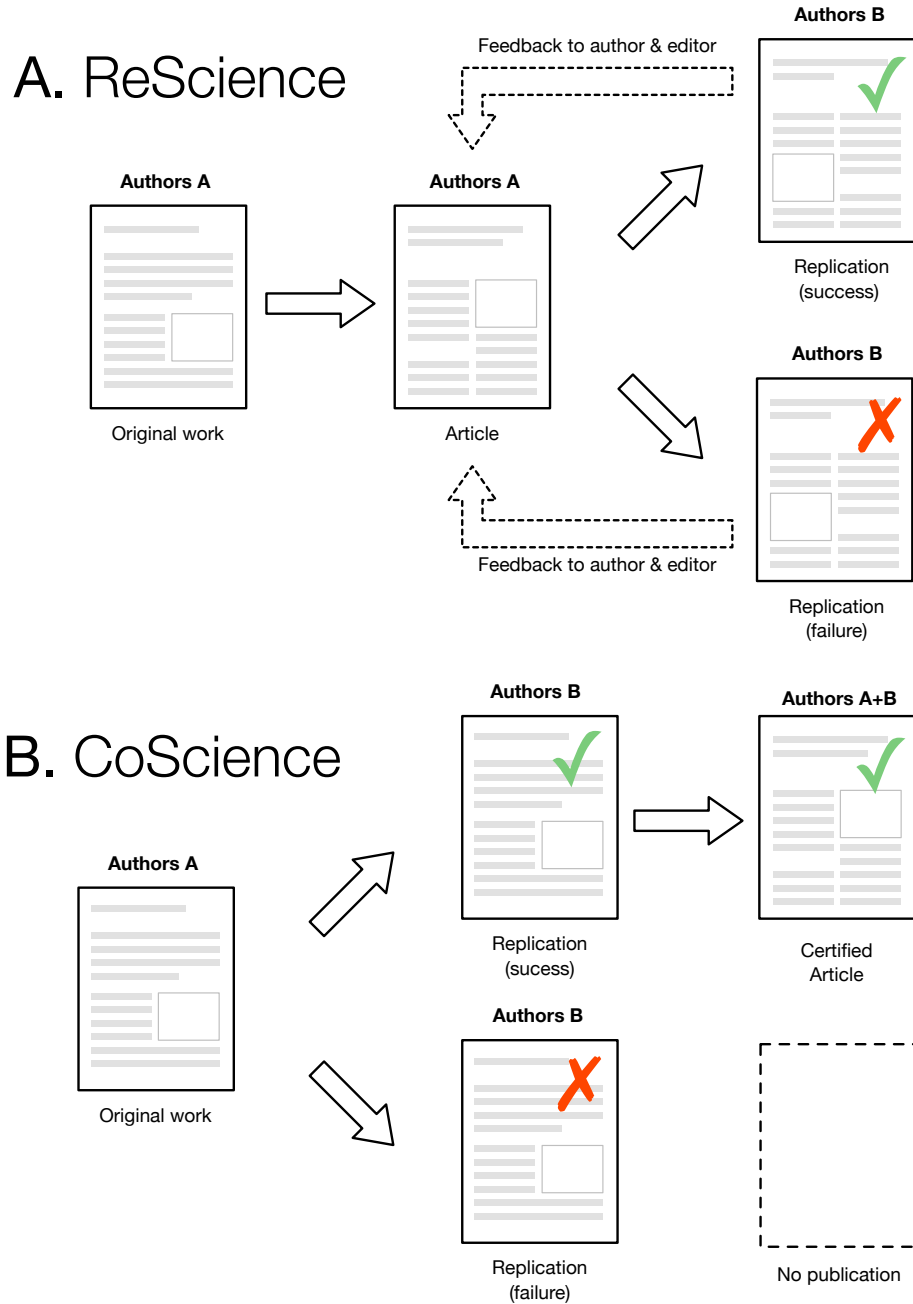 Authors B
Feedback to author & editor
A. ReScience
Authors A
Authors A
Replication
(success)
Original work
Article
Authors B
Feedback to author & editor
Replication
(failure)
B. CoScience
Authors B
Authors A+B
Authors A
Replication
(sucess)
Certified
Article
Original work
Authors B
Replication
(failure)
No publication